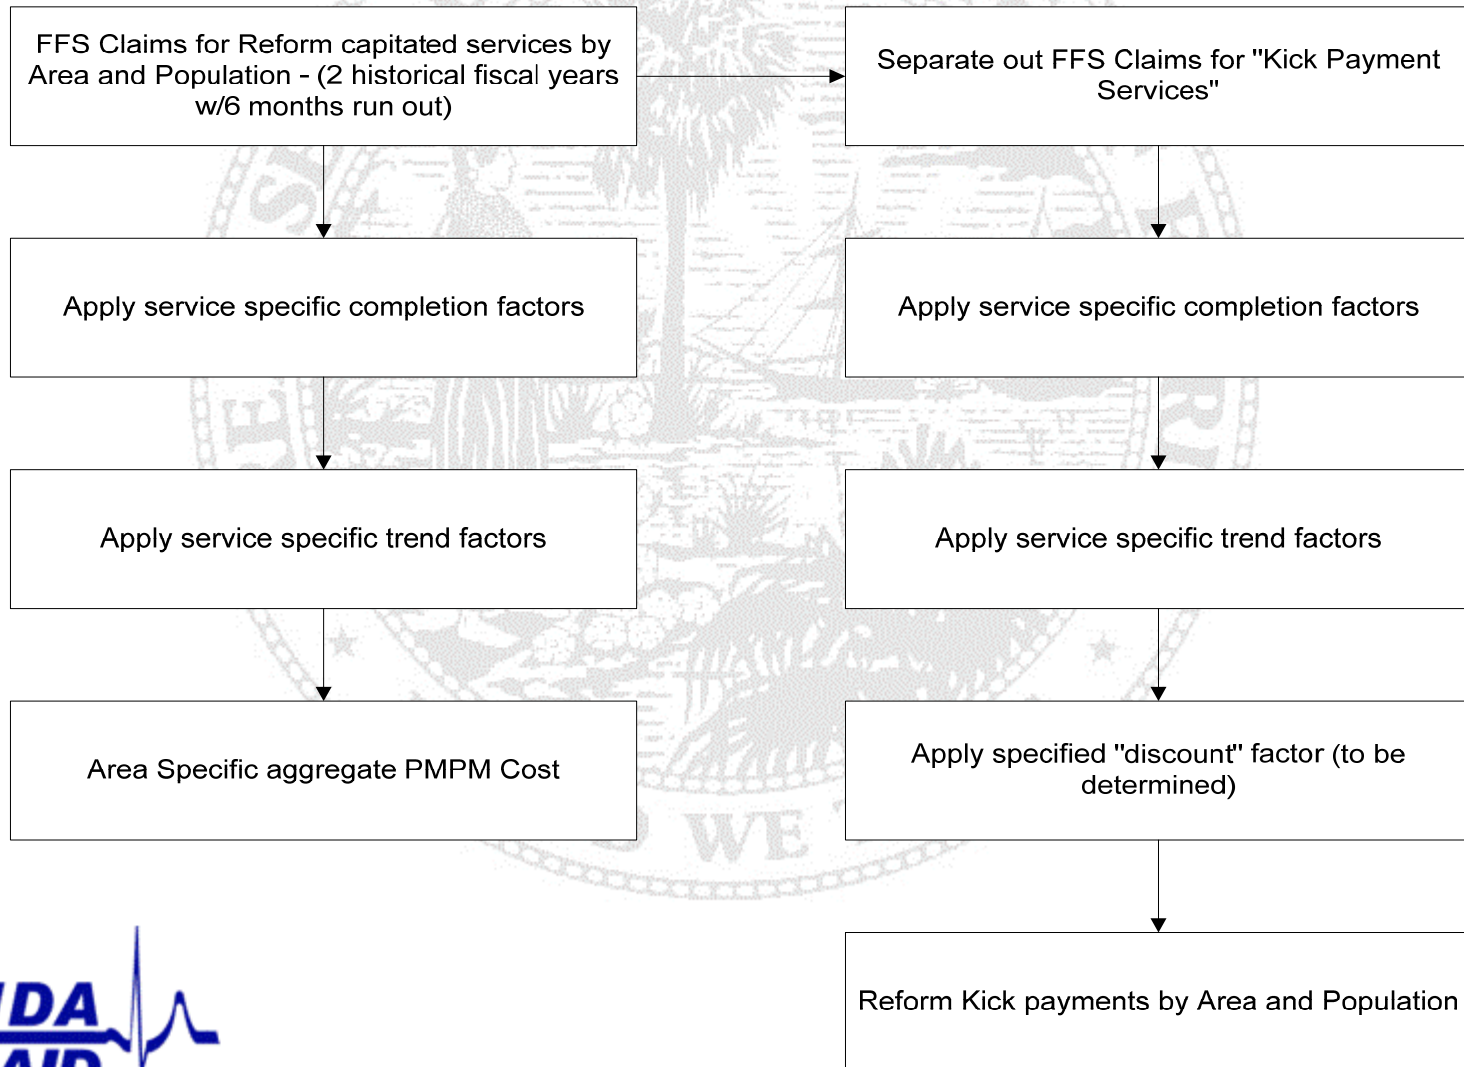 FFS Claims for Reform capitated services by
Area and Population - (2 historical fiscal years
w/6 months run out)
Separate out FFS Claims for "Kick Payment
Services"
Apply service specific completion factors
Apply service specific completion factors
Apply service specific trend factors
Apply service specific trend factors
Area Specific aggregate PMPM Cost
Apply specified "discount" factor (to be
determined)
WE
Reform Kick payments by Area and Population
IDA
AID